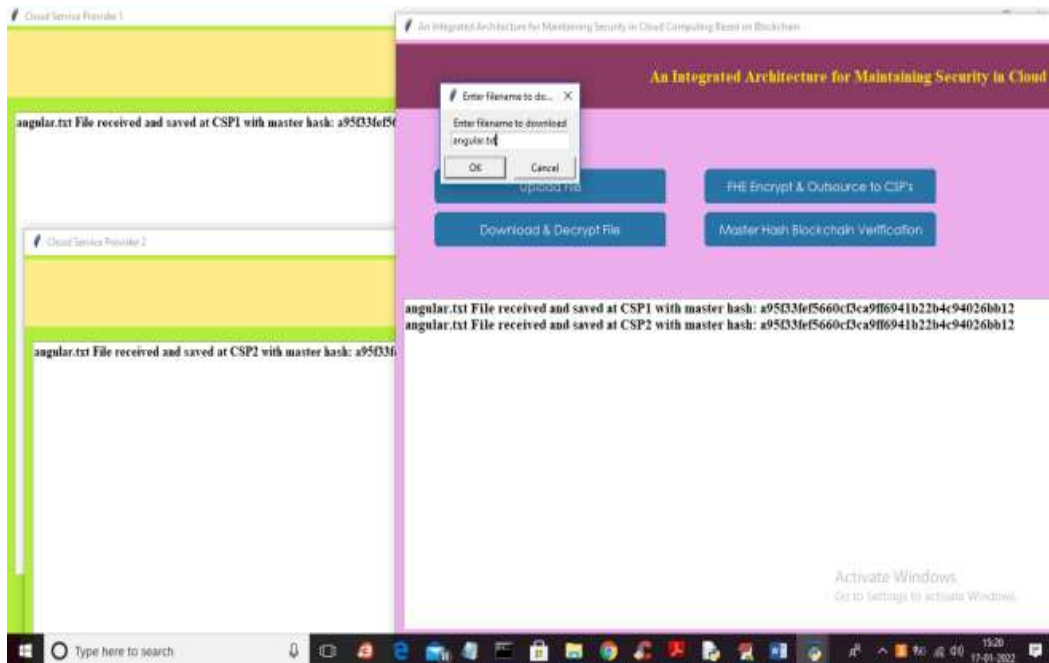 Cloud Service Provider 1
angular.txt File received and saved at CSP1 with master hash: a95f33fef56
Cloud Service Provider 2
angular.txt File received and saved at CSP2 with master hash: a95f33f
An Integrated Architecture for Maintaining Security in Cloud Computing Based on Blockchain
An Integrated Architecture for Maintaining Security in Cloud
Enter filename to do...
Enter filename to download
angular.txt
OK Cancel
Upload File
FHE Encrypt & Outsource to CSP's
Download & Decrypt File
Master Hash Blockchain Verification
angular.txt File received and saved at CSP1 with master hash: a95f33fef5660cf3ca9ff6941b22b4c94026bb12
angular.txt File received and saved at CSP2 with master hash: a95f33fef5660cf3ca9ff6941b22b4c94026bb12
Activate Windows
Go to Settings to activate Windows.
Type here to search
15:20
17-01-2022